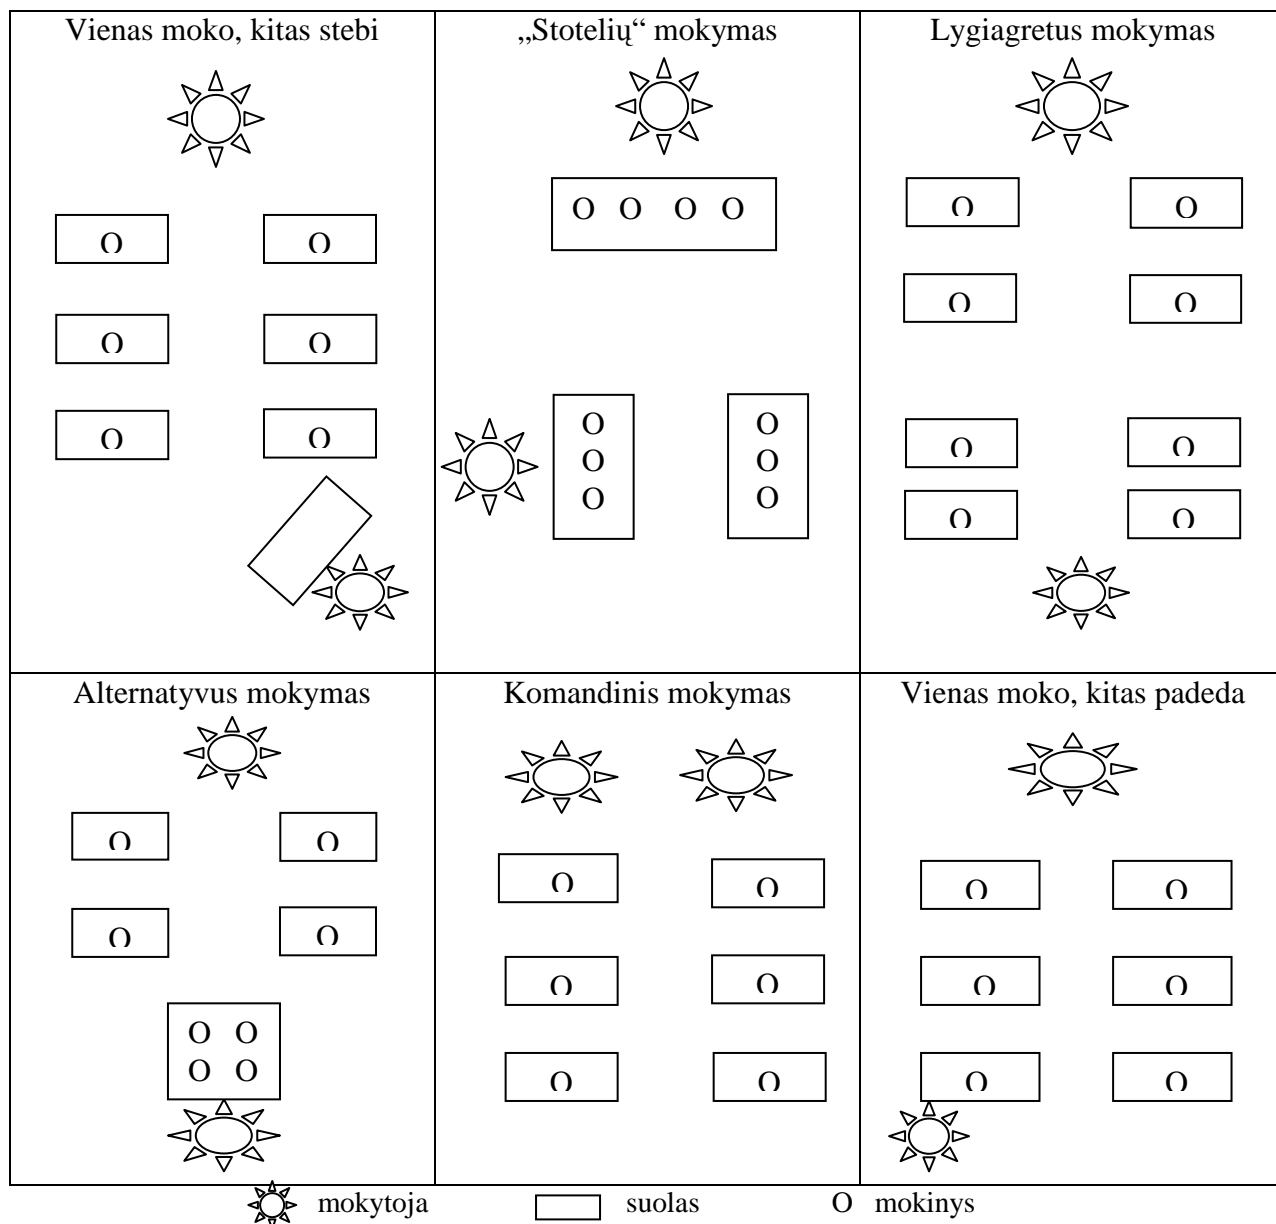 Vienas moko, kitas stebi
„Stotelių“ mokymas
Lygiagretus mokymas
O O
O O
O O
O O O O
O O
O O
O O O
O O
O O
O O
O O
Alternatyvus mokymas
Komandinis mokymas
Vienas moko, kitas padeda
O O
O O
O O
O O
O O
O O
O O
O O
O O
O O
mokytoja suolas O mokinys